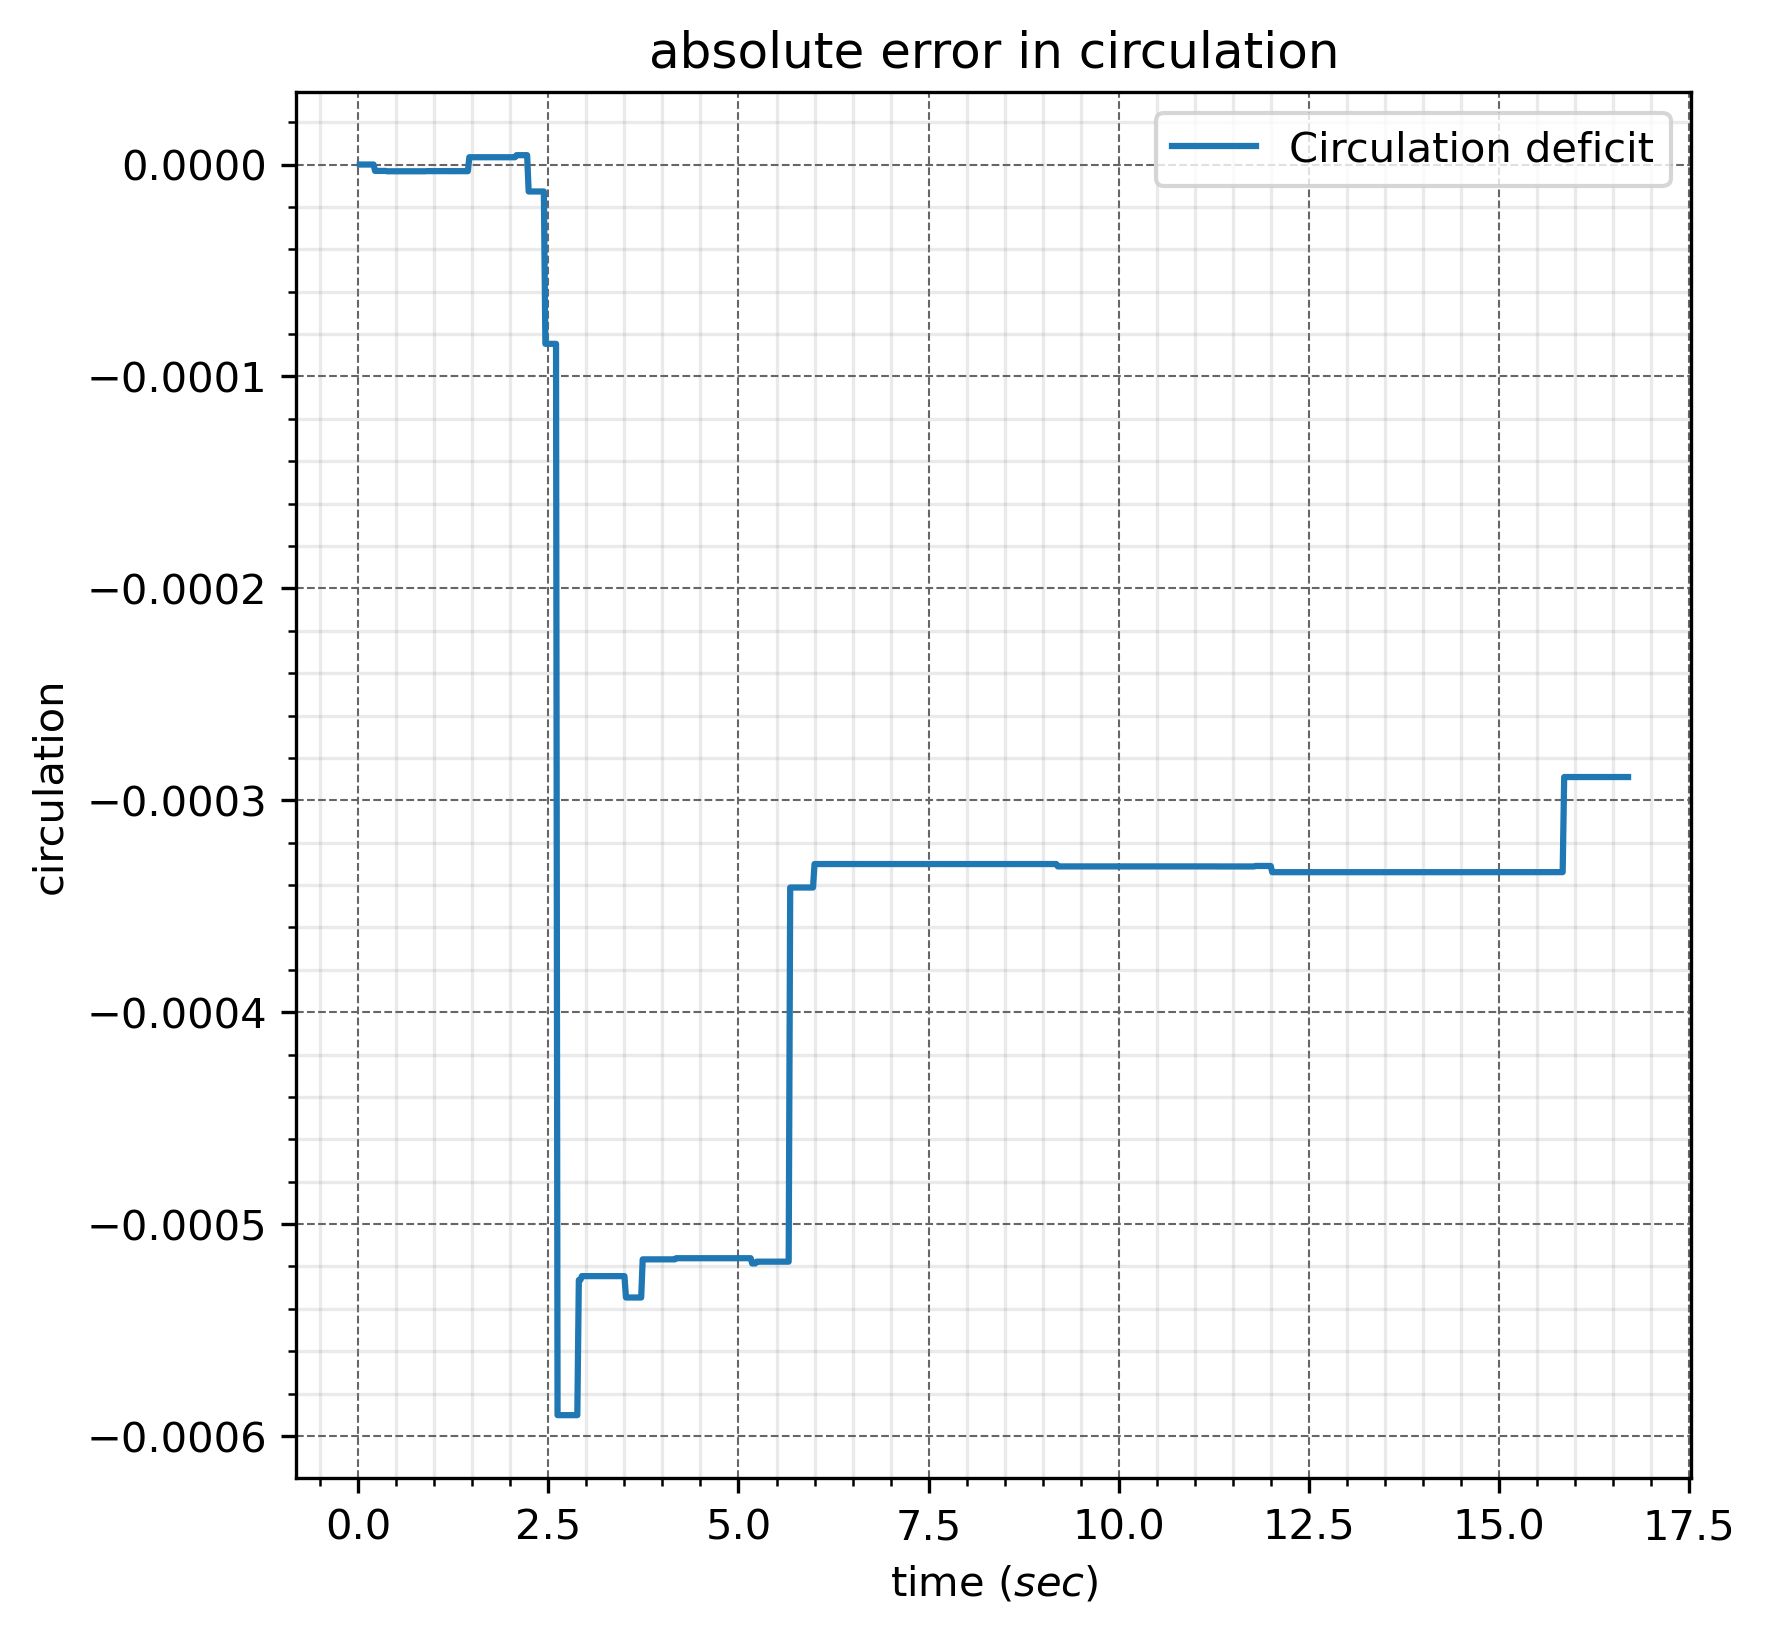 absolute error in circulation
Circulation deficit
0.0000
−0.0001
−0.0002
−0.0003
−0.0004
−0.0005
−0.0006
circulation
0.0 2.5 5.0 7.5 10.0 12.5 15.0 17.5
time (sec)